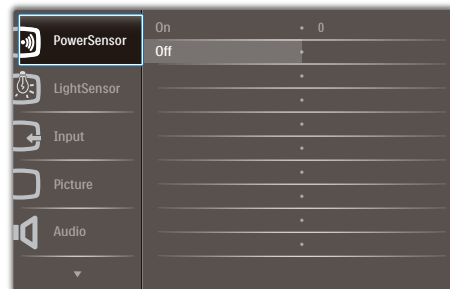 PowerSensor
On • 0
Off •
LightSensor
Input
Picture
Audio